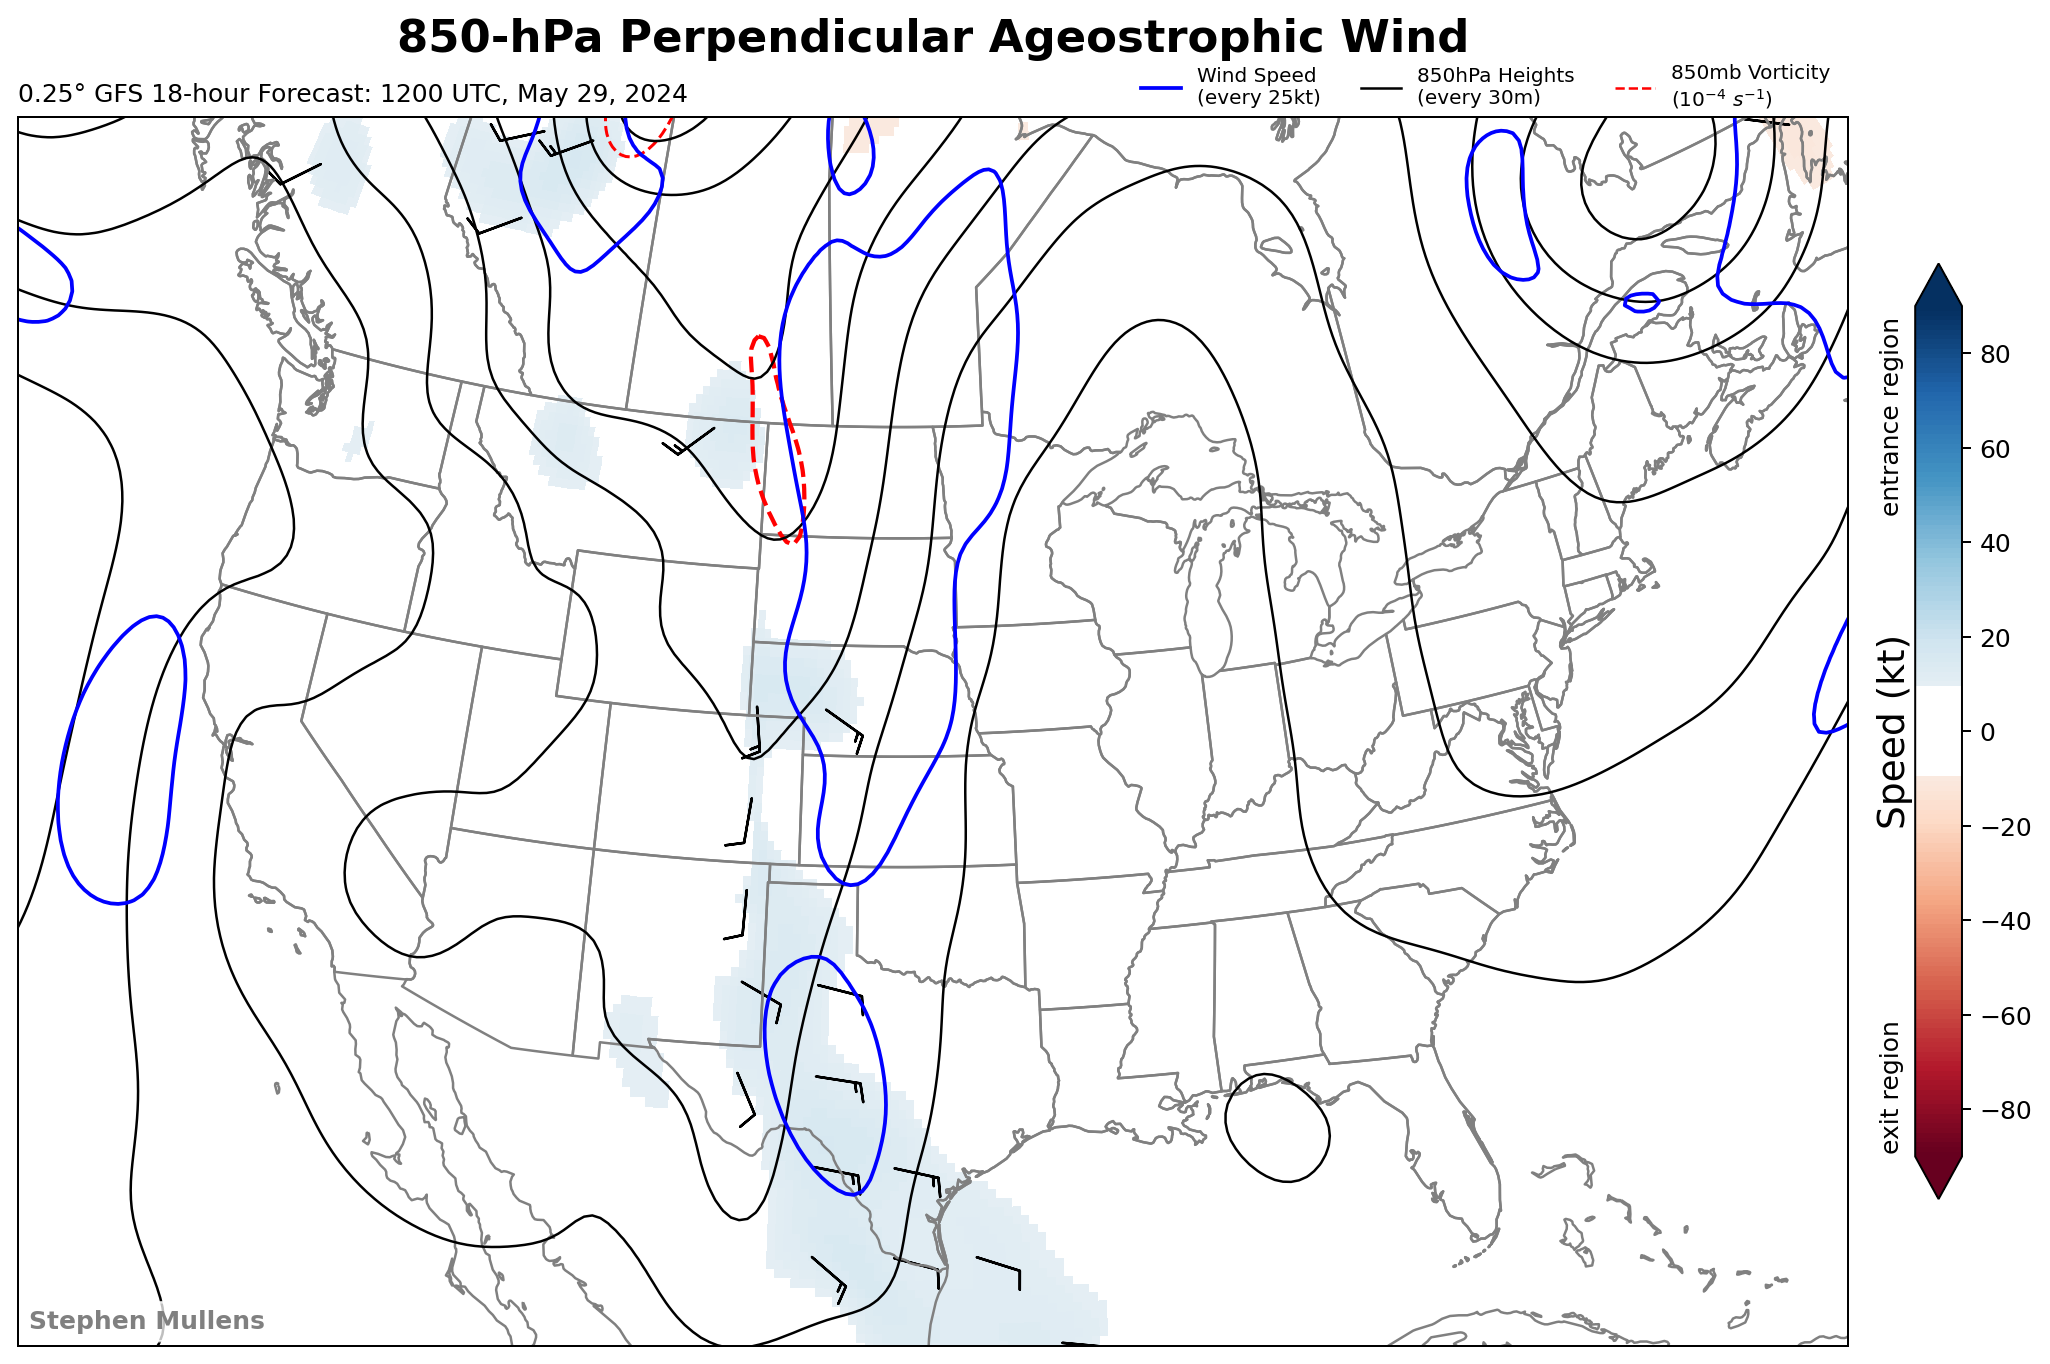 850-hPa Perpendicular Ageostrophic Wind
0.25° GFS 18-hour Forecast: 1200 UTC, May 29, 2024
Wind Speed
(every 25kt)
850hPa Heights
(every 30m)
850mb Vorticity
(10⁻⁴ s⁻¹)
entrance region
Speed (kt)
exit region
80
60
40
20
0
−20
−40
−60
−80
Stephen Mullens